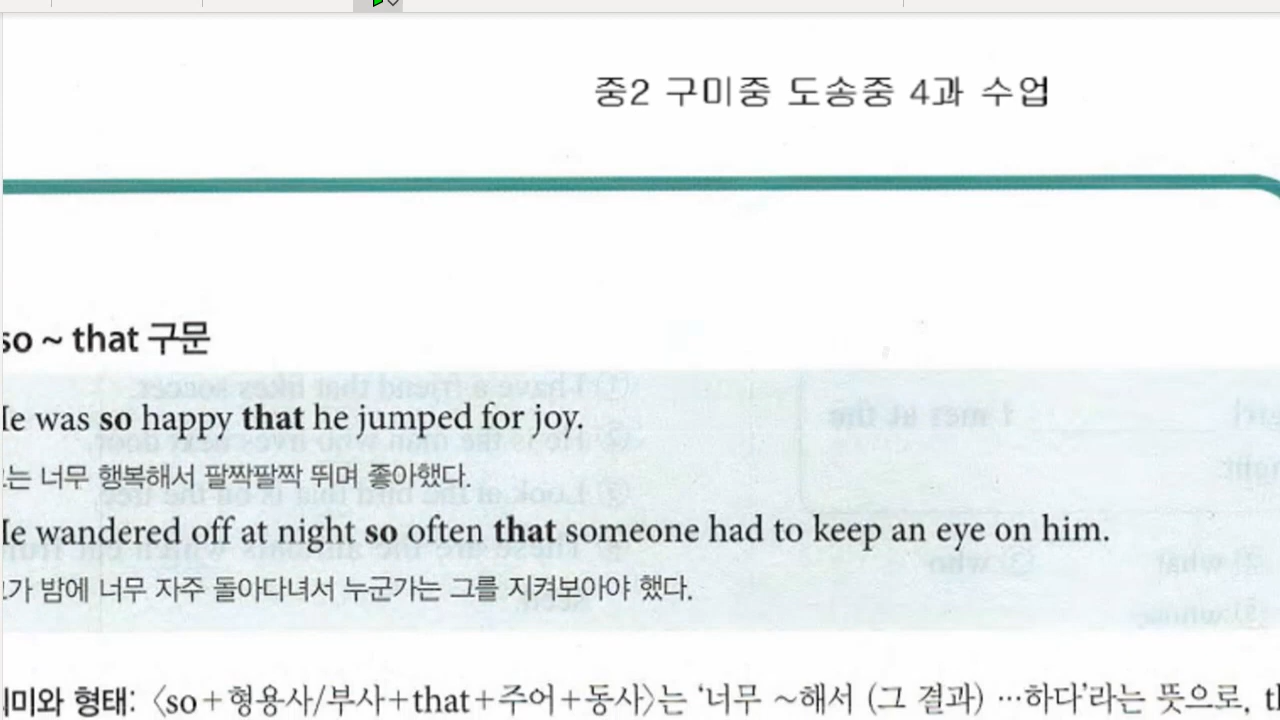 중2 구미중 도송중 4과 수업
so ~ that 구문
He was so happy that he jumped for joy.
는 너무 행복해서 팔짝팔짝 뛰며 좋아했다.
He wandered off at night so often that someone had to keep an eye on him.
가 밤에 너무 자주 돌아다녀서 누군가는 그를 지켜보아야 했다.
의미와 형태: 〈so+형용사/부사+that+주어+동사〉는 '너무 ~해서 (그 결과) …하다'라는 뜻으로,